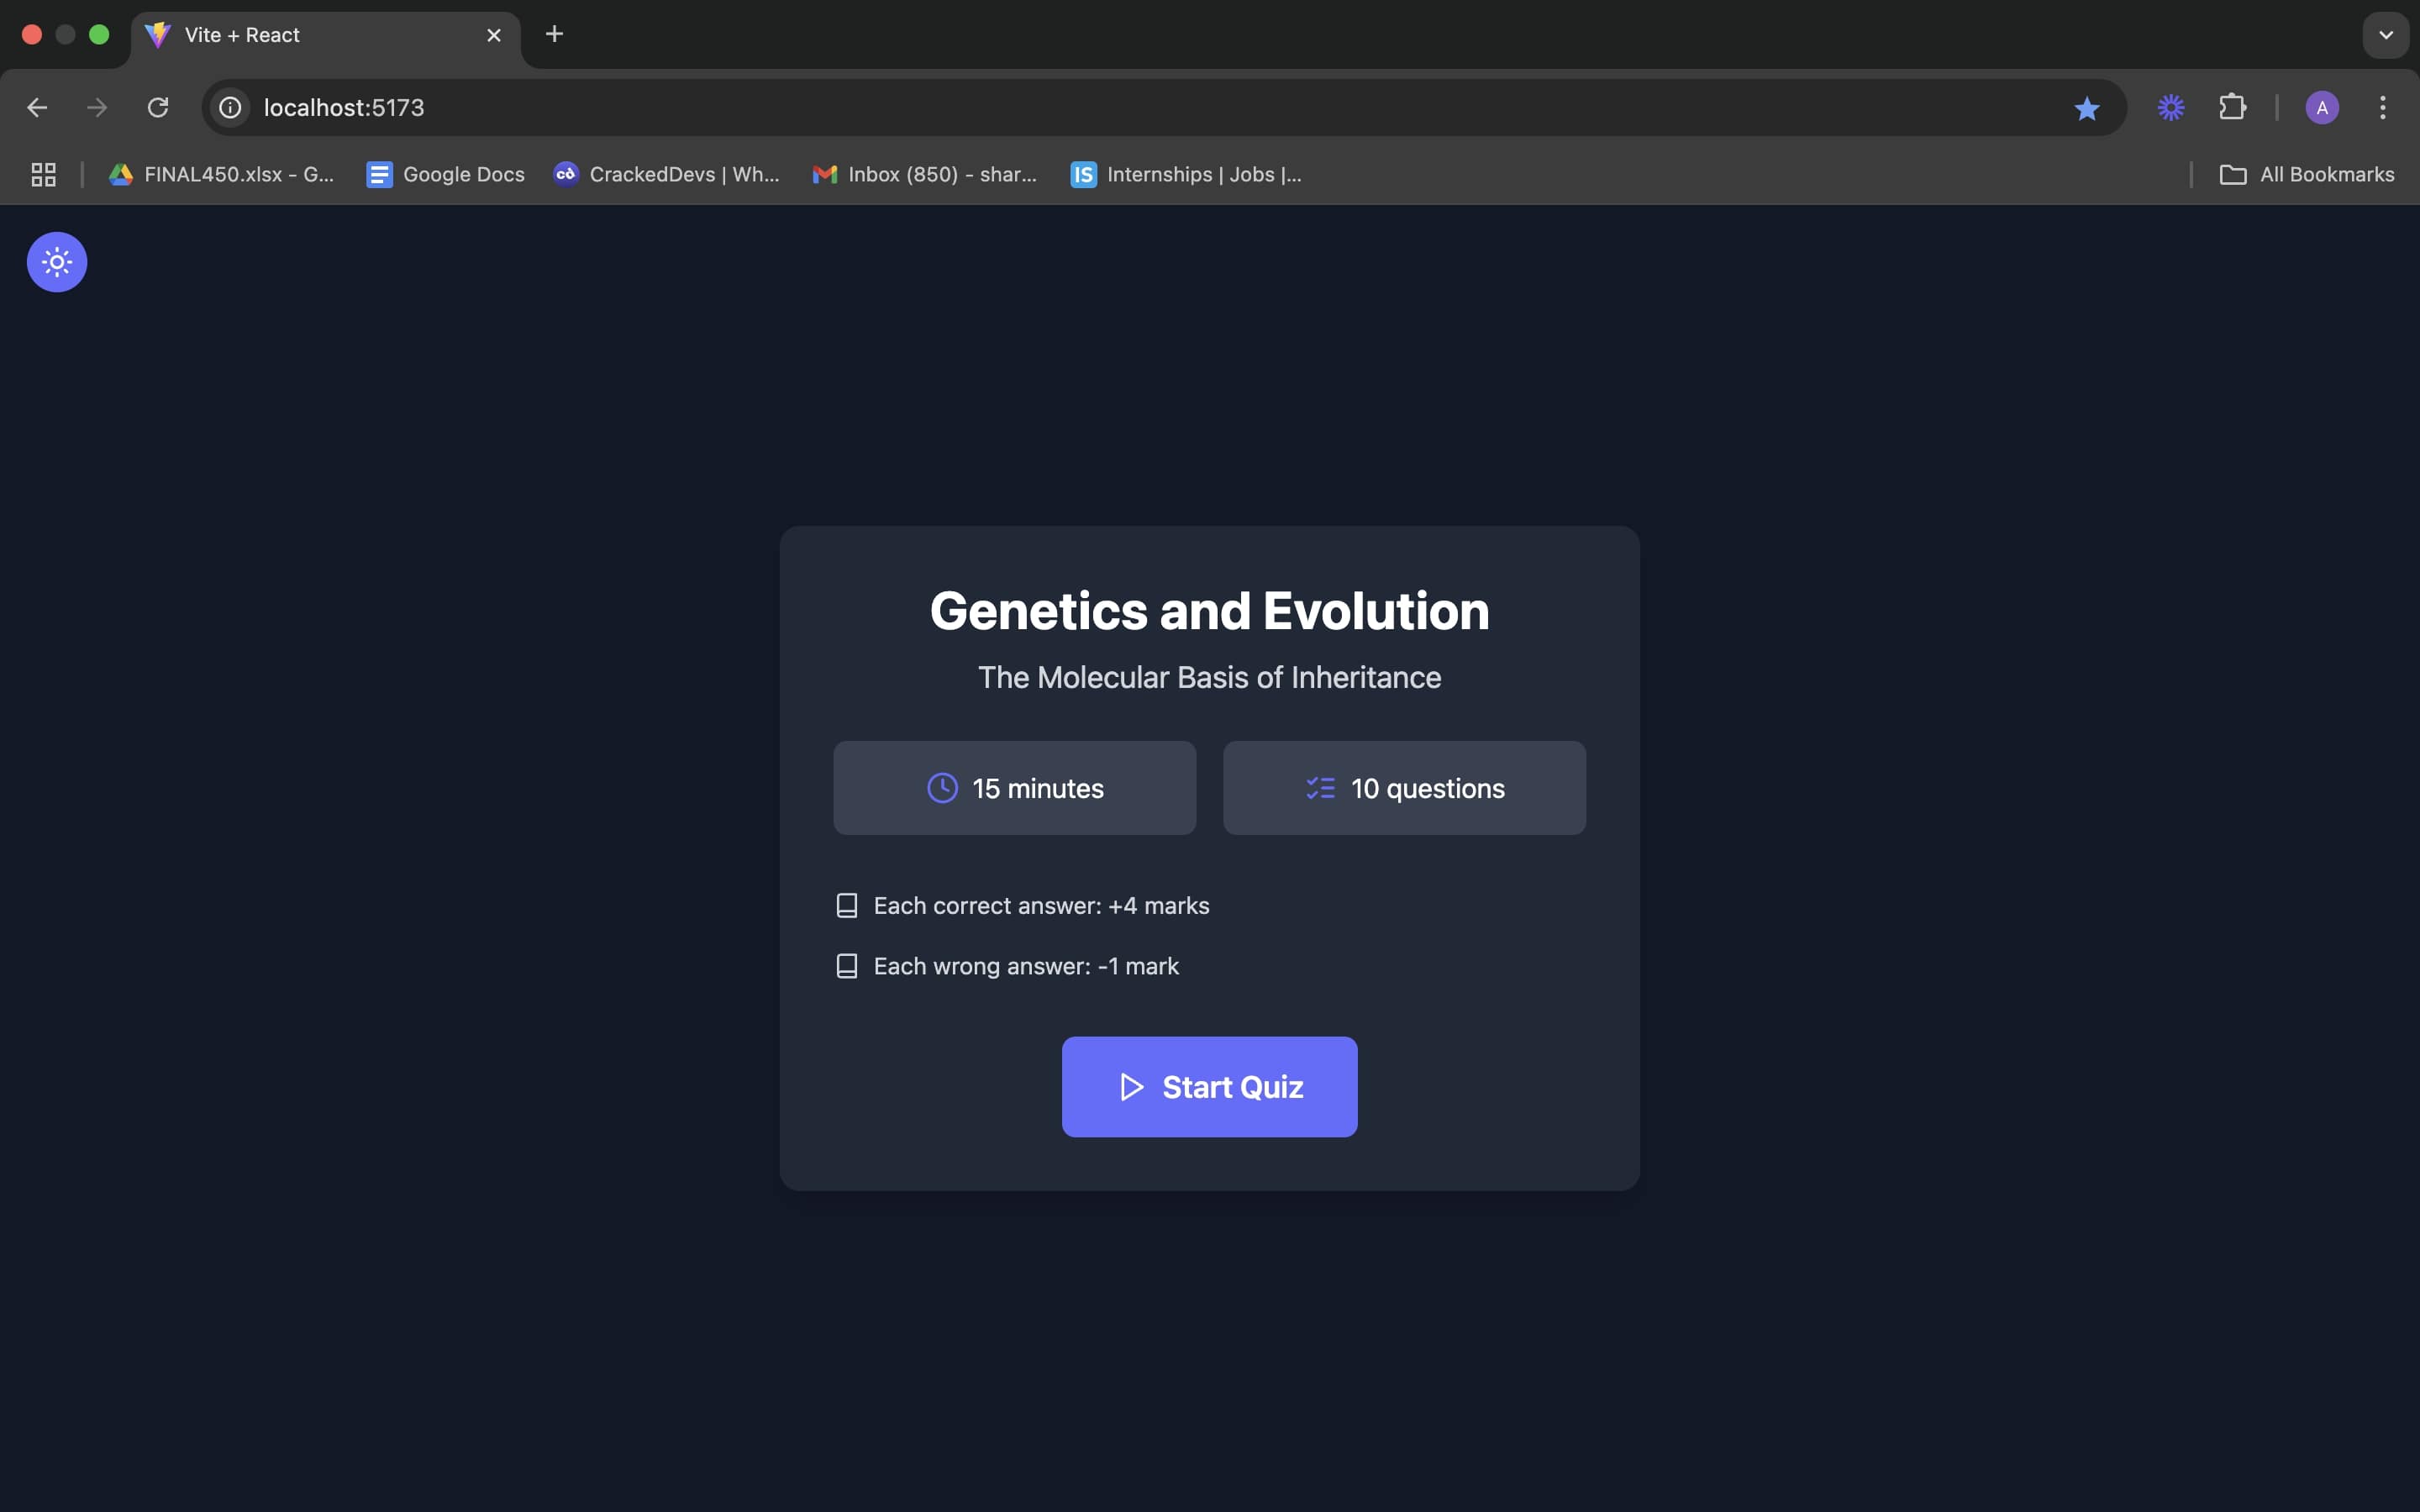 Vite + React
localhost:5173
FINAL450.xlsx - G...
Google Docs
cd
CrackedDevs | Wh...
Inbox (850) - shar...
IS
Internships | Jobs |...
All Bookmarks
A
Genetics and Evolution
The Molecular Basis of Inheritance
15 minutes
10 questions
Each correct answer: +4 marks
Each wrong answer: -1 mark
Start Quiz